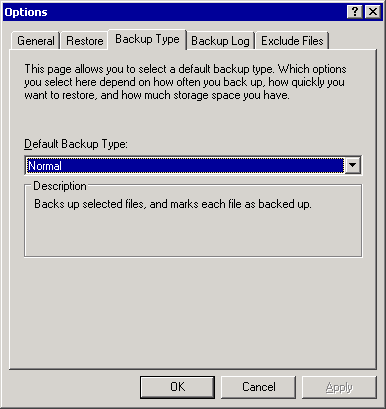 Options
General Restore Backup Type Backup Log Exclude Files
This page allows you to select a default backup type. Which options
you select here depend on how often you back up, how quickly you
want to restore, and how much storage space you have.
Default Backup Type:
Normal
Description
Backs up selected files, and marks each file as backed up.
OK Cancel Apply